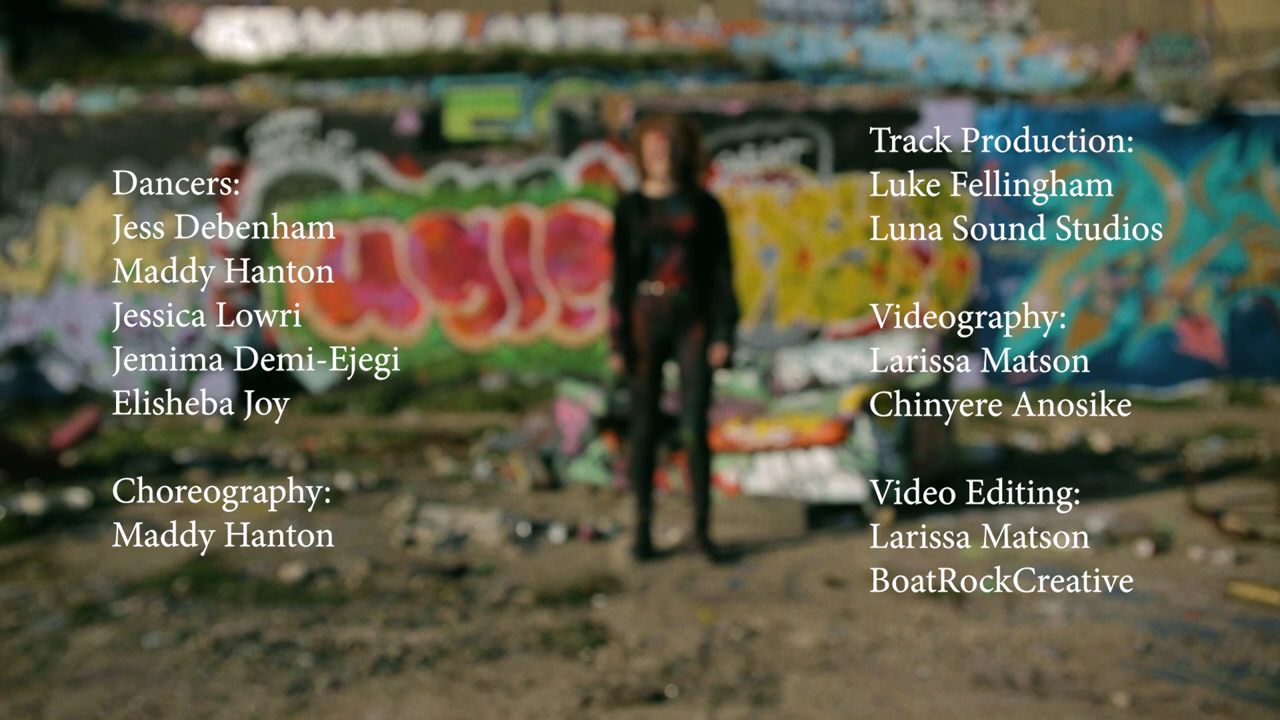 Dancers:
Jess Debenham
Maddy Hanton
Jessica Lowri
Jemima Demi-Ejegi
Elisheba Joy

Choreography:
Maddy Hanton

Track Production:
Luke Fellingham
Luna Sound Studios

Videography:
Larissa Matson
Chinyere Anosike

Video Editing:
Larissa Matson
BoatRockCreative